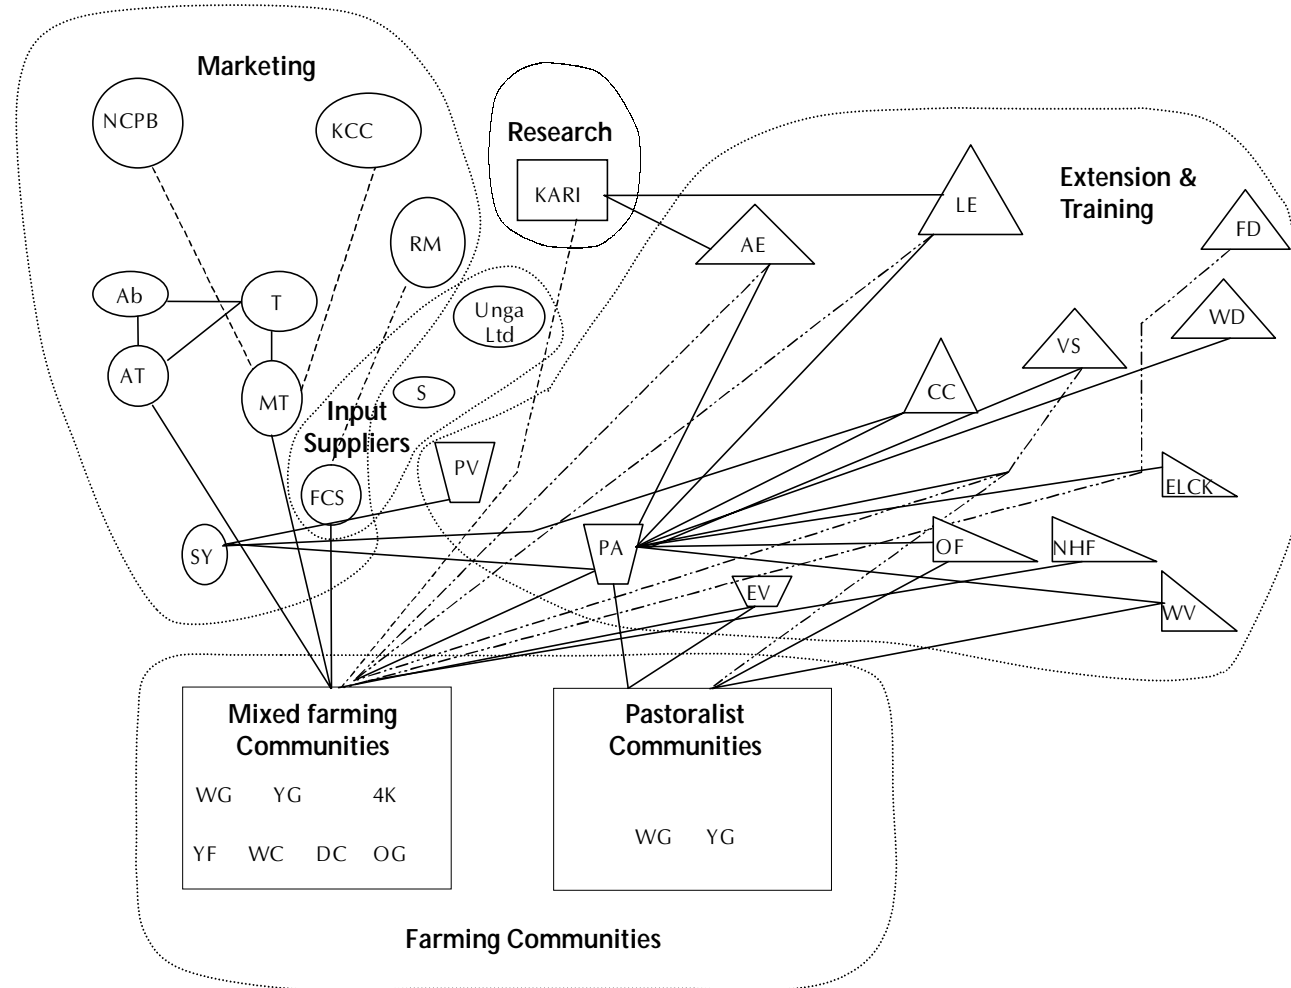 Marketing
NCPB
KCC
Research
KARI
Extension &
Training
LE
FD
AE
RM
Ab
T
Unga
Ltd
WD
VS
AT
MT
S
CC
Input
Suppliers
PV
FCS
ELCK
SY
PA
OF
NHF
EV
WV
Mixed farming
Communities
WG YG 4K
YF WC DC OG
Pastoralist
Communities
WG YG
Farming Communities